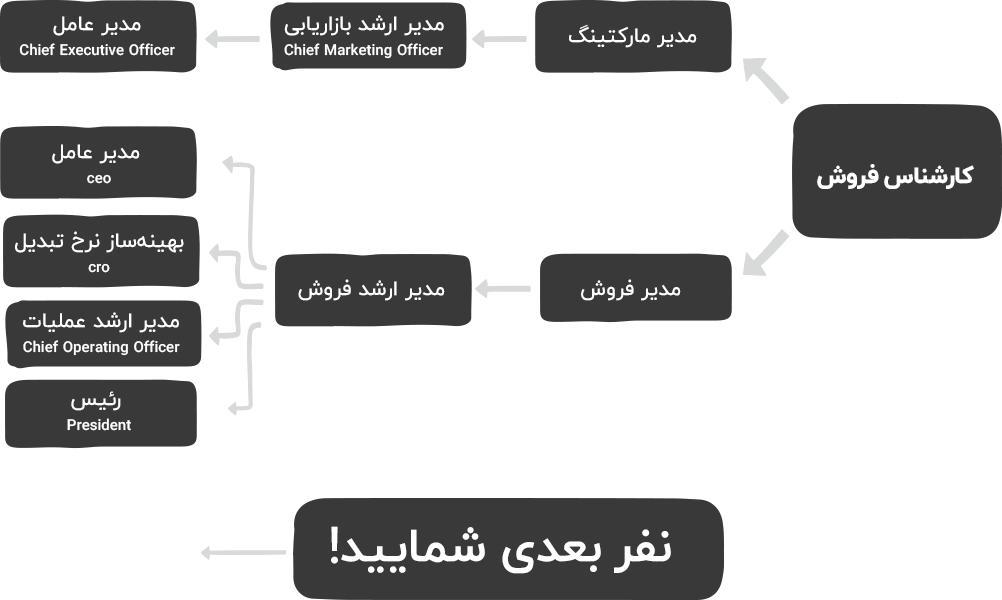 کارشناس فروش
مدیر مارکتینگ
مدیر ارشد بازاریابی
Chief Marketing Officer
مدیر عامل
Chief Executive Officer
مدیر فروش
مدیر ارشد فروش
مدیر عامل
ceo
بهینه‌ساز نرخ تبدیل
cro
مدیر ارشد عملیات
Chief Operating Officer
رئیس
President
نفر بعدی شمایید!